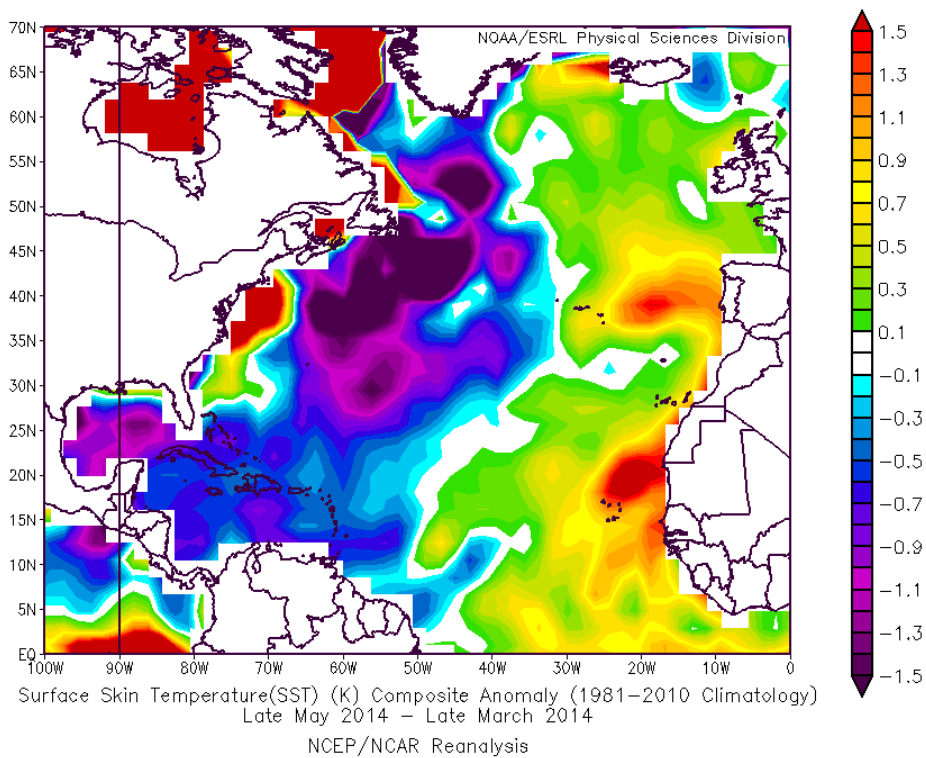 NOAA/ESRL Physical Sciences Division
70N
65N
60N
55N
50N
45N
40N
35N
30N
25N
20N
15N
10N
5N
EQ
100W 90W 80W 70W 60W 50W 40W 30W 20W 10W 0
1.5
1.3
1.1
0.9
0.7
0.5
0.3
0.1
-0.1
-0.3
-0.5
-0.7
-0.9
-1.1
-1.3
-1.5
Surface Skin Temperature(SST) (K) Composite Anomaly (1981-2010 Climatology)
Late May 2014 - Late March 2014
NCEP/NCAR Reanalysis